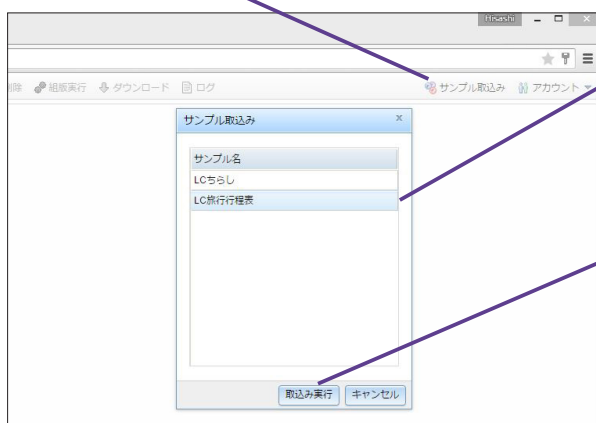 Hisashi
削除 組版実行 ダウンロード ログ サンプル取込み アカウント
サンプル取込み x
サンプル名
LCちらし
LC旅行行程表
取込み実行 キャンセル